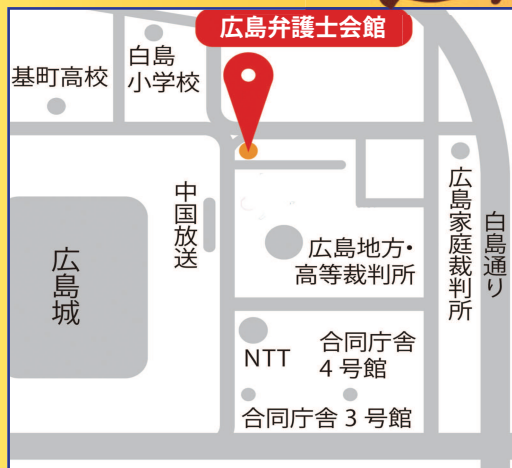 広島弁護士会館
白島
小学校
基町高校
中国放送
広島家庭裁判所
白島通り
広島城
広島地方・
高等裁判所
NTT
合同庁舎
4号館
合同庁舎3号館